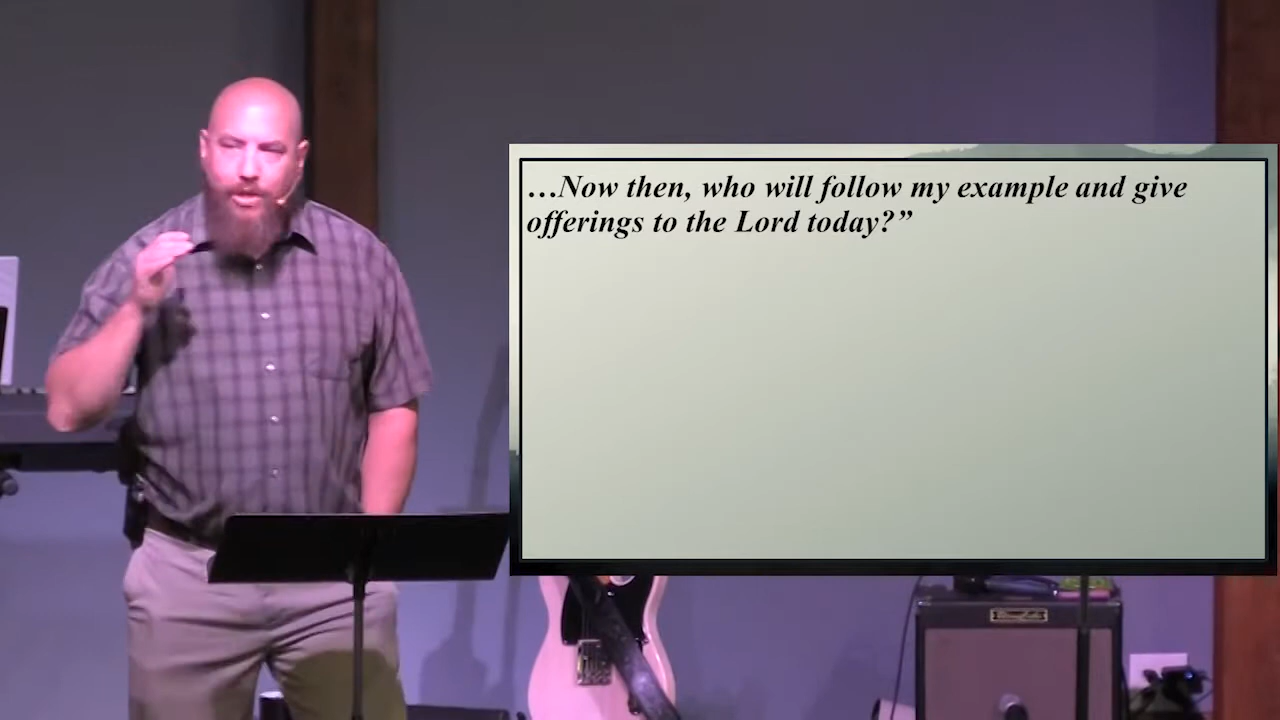 …Now then, who will follow my example and give
offerings to the Lord today?”